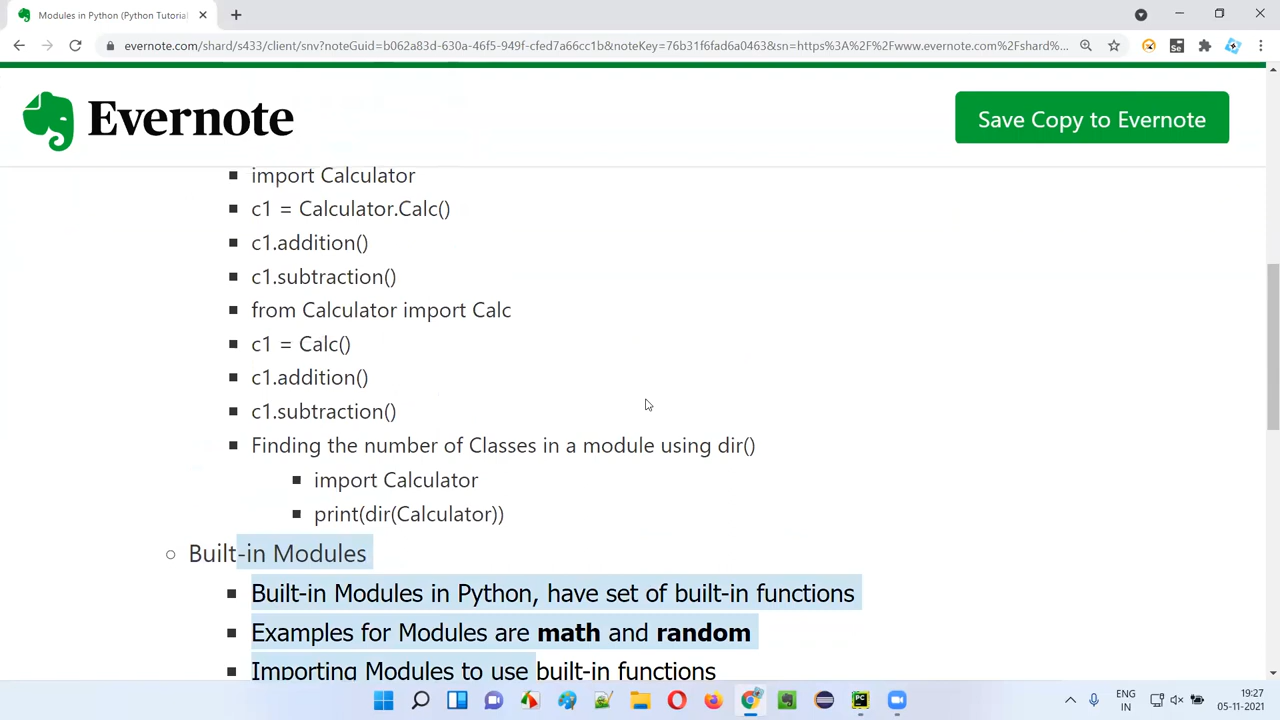 Modules in Python (Python Tutorial
evernote.com/shard/s433/client/snv?noteGuid=b062a83d-630a-46f5-949f-cfed7a66cc1b&noteKey=76b31f6fad6a0463&sn=https%3A%2F%2Fwww.evernote.com%2Fshard%...
Evernote
Save Copy to Evernote
import Calculator
c1 = Calculator.Calc()
c1.addition()
c1.subtraction()
from Calculator import Calc
c1 = Calc()
c1.addition()
c1.subtraction()
Finding the number of Classes in a module using dir()
import Calculator
print(dir(Calculator))
Built-in Modules
Built-in Modules in Python, have set of built-in functions
Examples for Modules are math and random
Importing Modules to use built-in functions
ENG
IN
19:27
05-11-2021